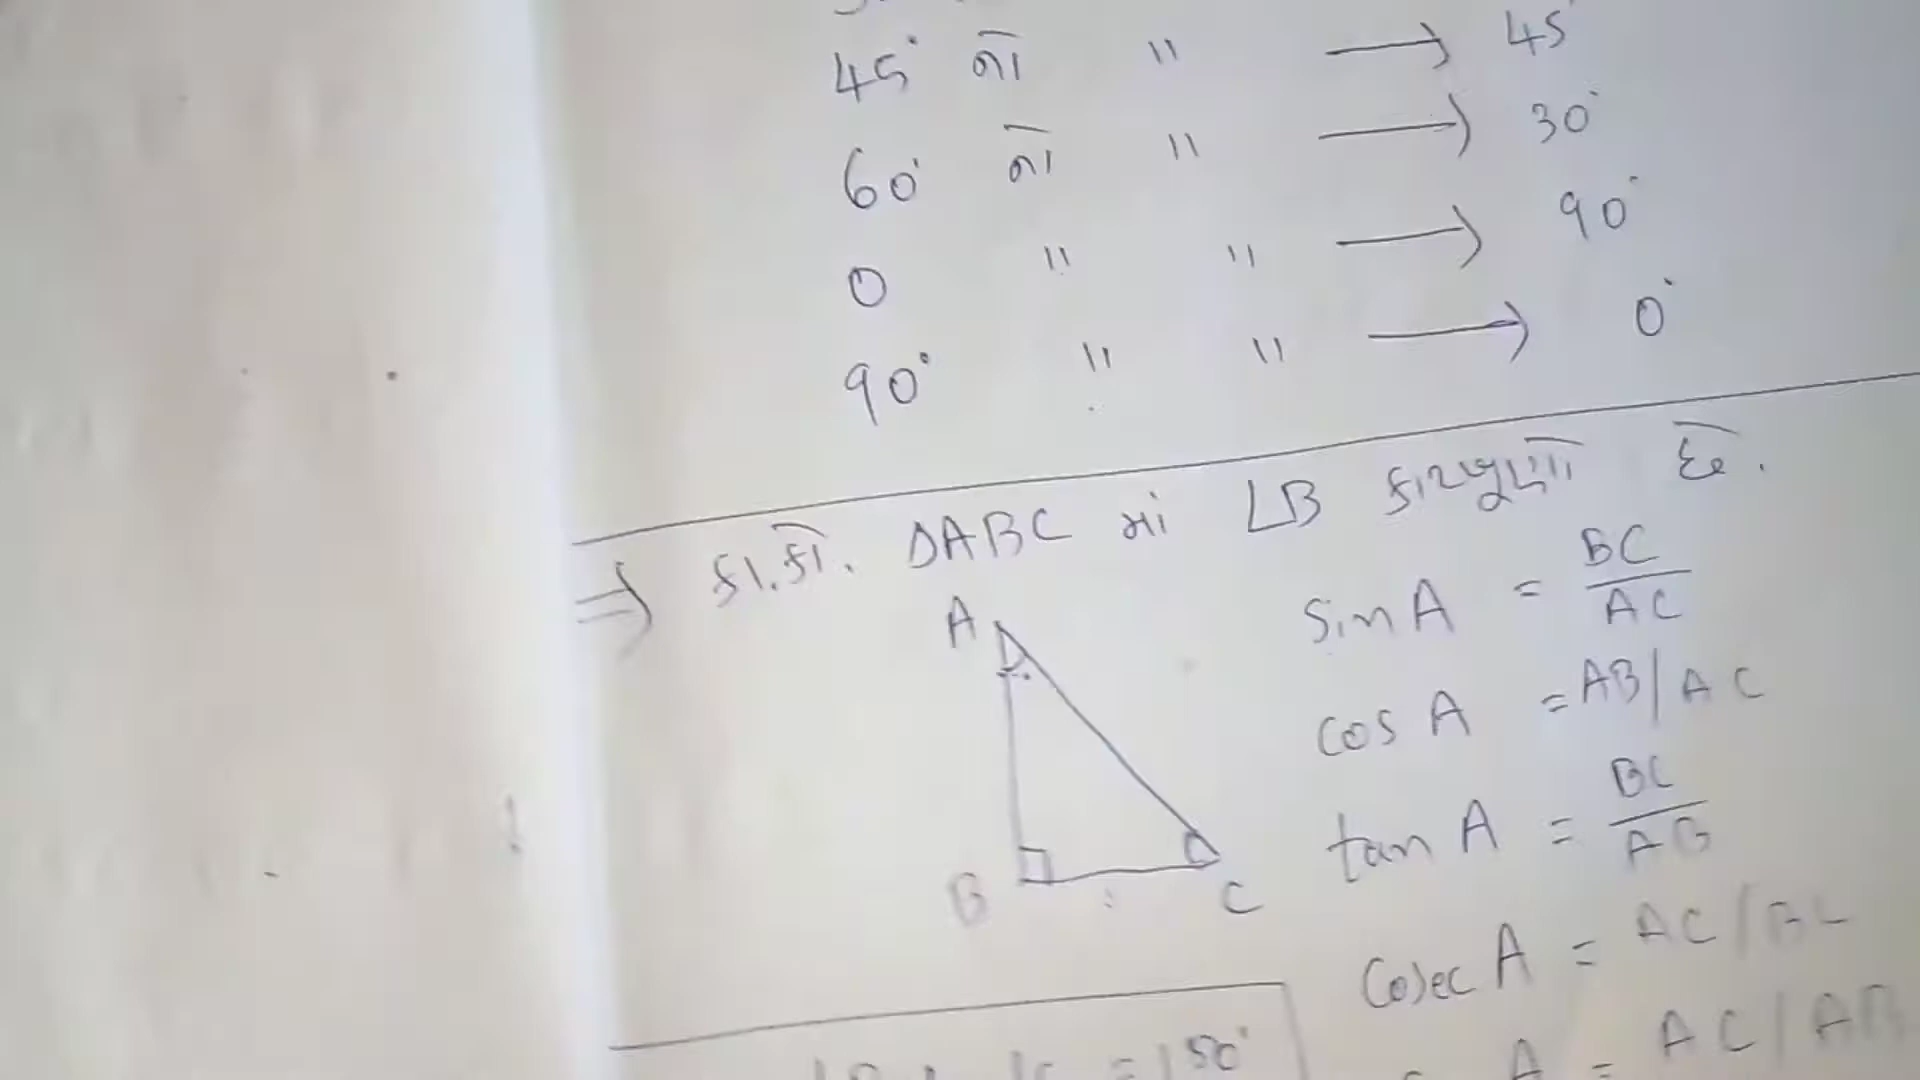 45° નો " → 45°
60° નો " → 30°
0 " " → 90°
90° " " → 0°
⇒ કા.કો. ΔABC માં ∠B કાટખૂણો છે.
A
B
C
sin A = BC/AC
cos A = AB/AC
tan A = BC/AB
Cosec A = AC/BC
A = AC/AB
= 180°